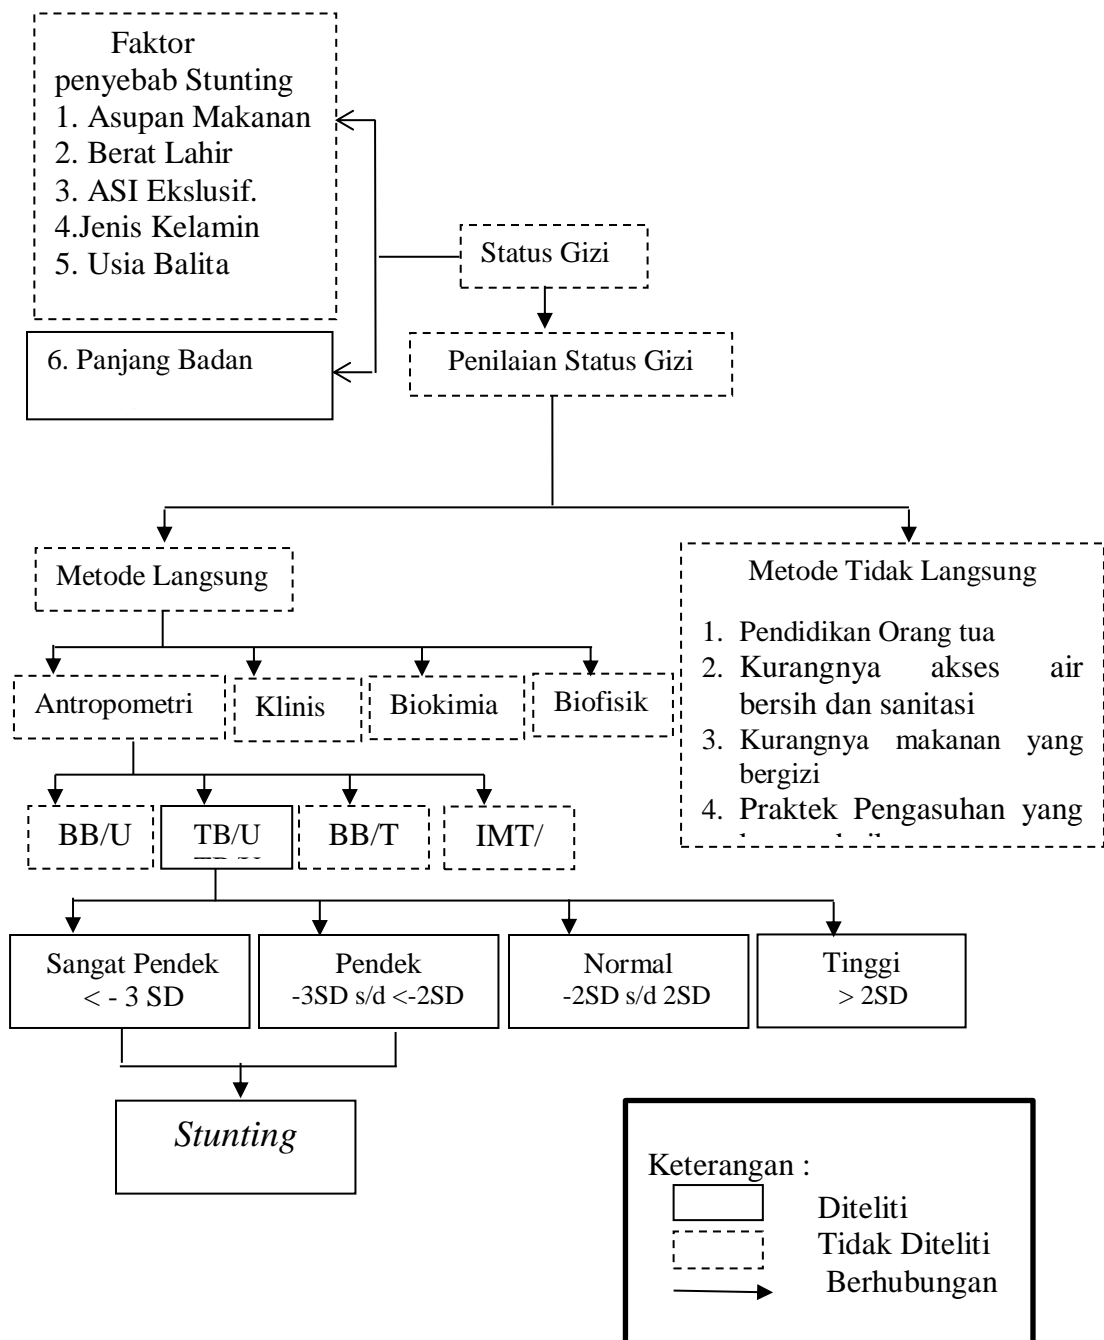 Faktor
penyebab Stunting
1. Asupan Makanan
2. Berat Lahir
3. ASI Ekslusif.
4.Jenis Kelamin
5. Usia Balita
Status Gizi
6. Panjang Badan
Penilaian Status Gizi
Metode Langsung
Metode Tidak Langsung
1. Pendidikan Orang tua
2. Kurangnya akses air
bersih dan sanitasi
3. Kurangnya makanan yang
bergizi
4. Praktek Pengasuhan yang
Antropometri
Klinis
Biokimia
Biofisik
BB/U
TB/U
BB/T
IMT/
Sangat Pendek
< - 3 SD
Pendek
-3SD s/d <-2SD
Normal
-2SD s/d 2SD
Tinggi
> 2SD
Stunting
Keterangan :
Diteliti
Tidak Diteliti
Berhubungan